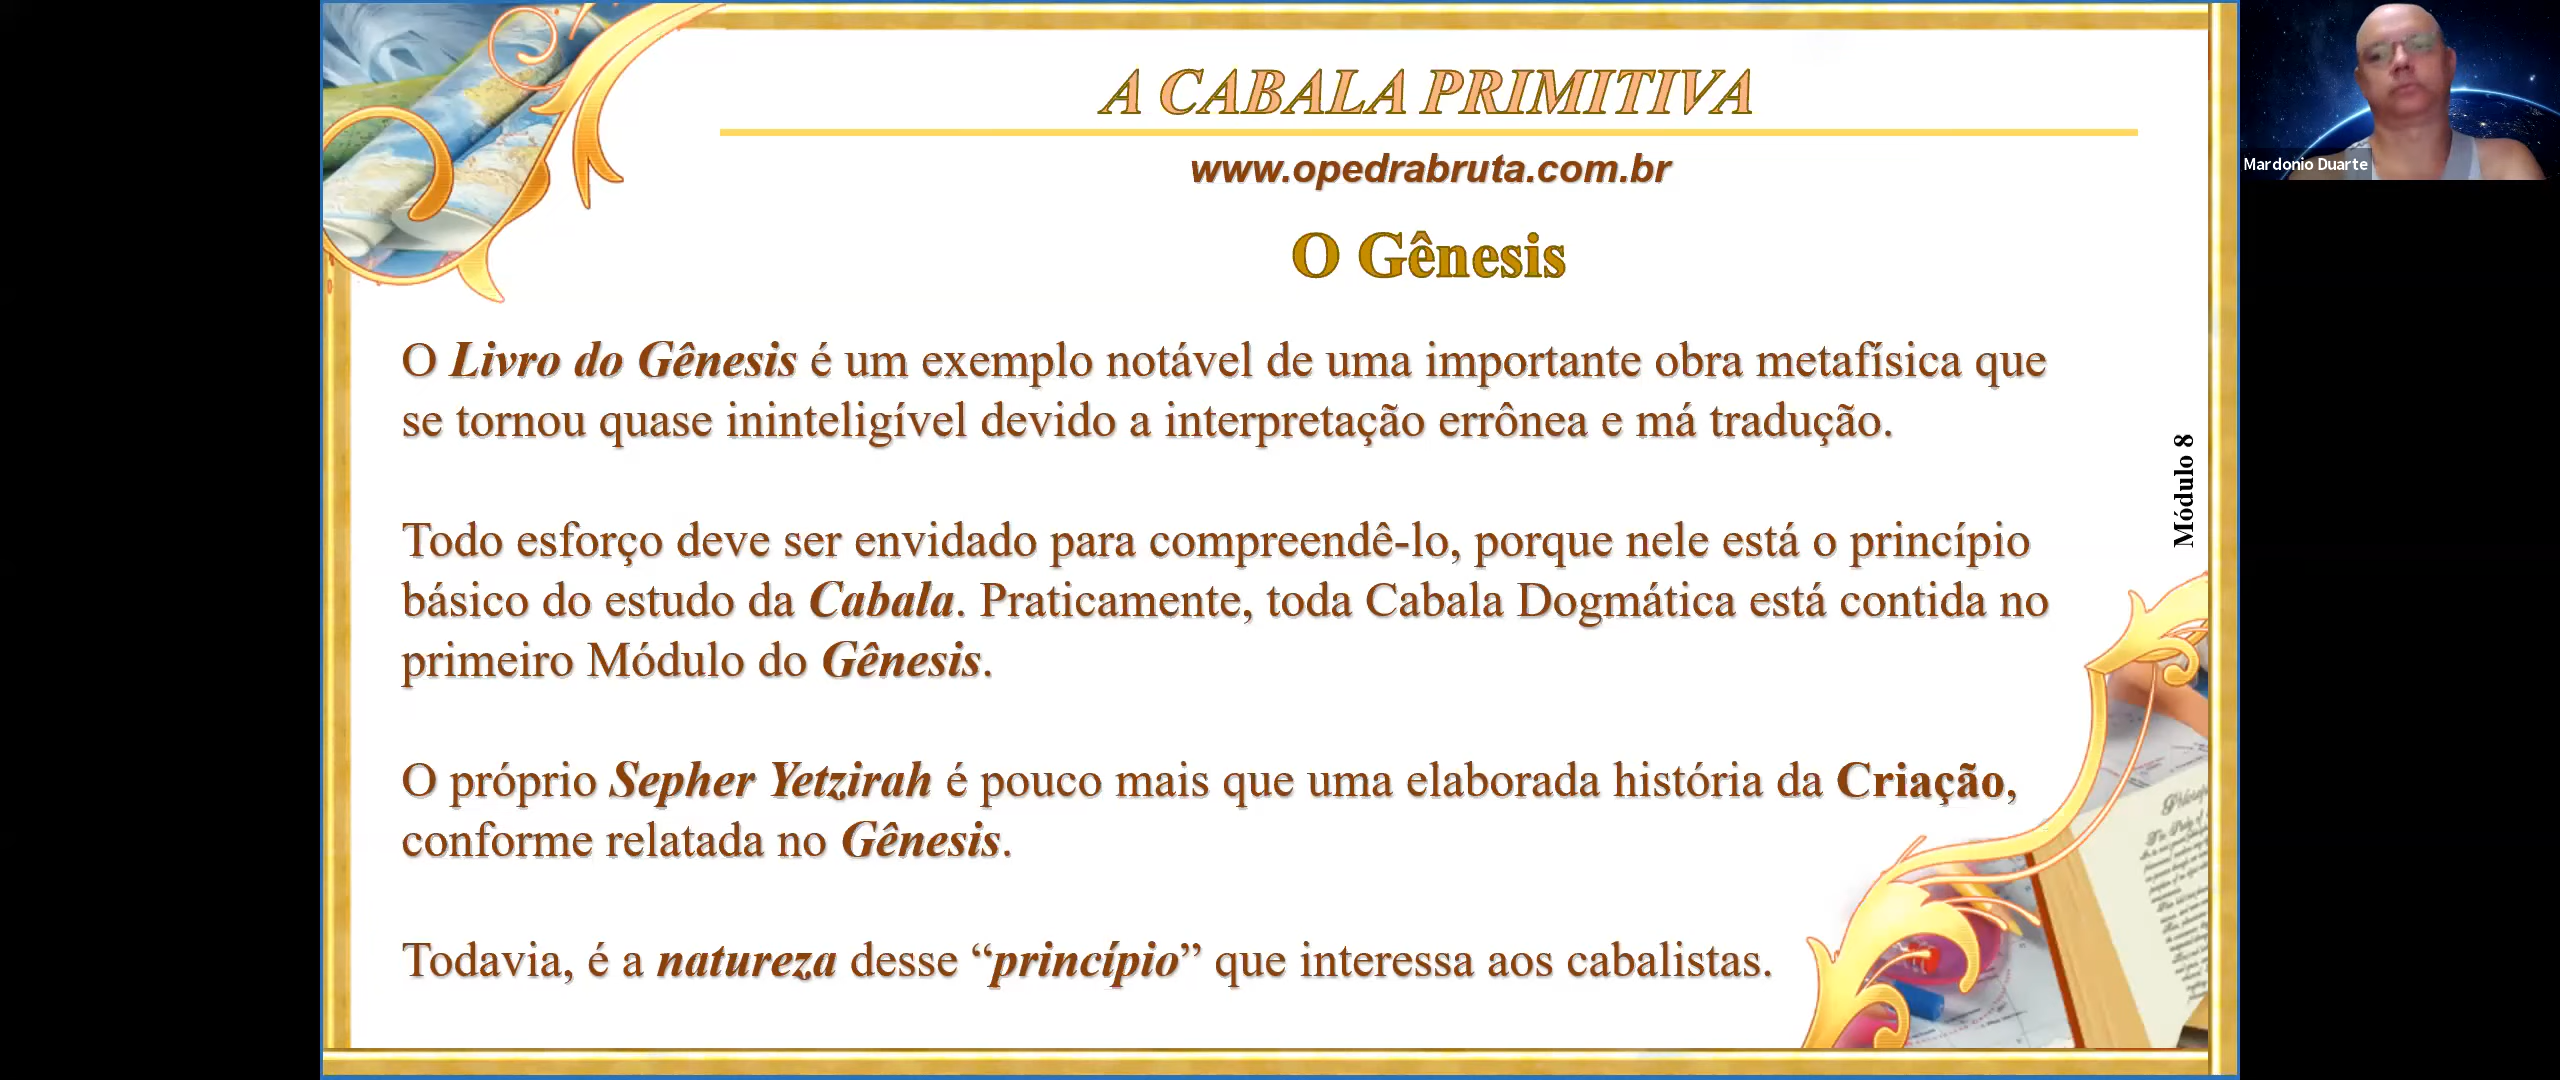 A CABALA PRIMITIVA
www.opedrabruta.com.br
O Gênesis
O Livro do Gênesis é um exemplo notável de uma importante obra metafísica que
se tornou quase ininteligível devido a interpretação errônea e má tradução.
Todo esforço deve ser envidado para compreendê-lo, porque nele está o princípio
básico do estudo da Cabala. Praticamente, toda Cabala Dogmática está contida no
primeiro Módulo do Gênesis.
O próprio Sepher Yetzirah é pouco mais que uma elaborada história da Criação,
conforme relatada no Gênesis.
Todavia, é a natureza desse “princípio” que interessa aos cabalistas.
Módulo 8
Mardonio Duarte